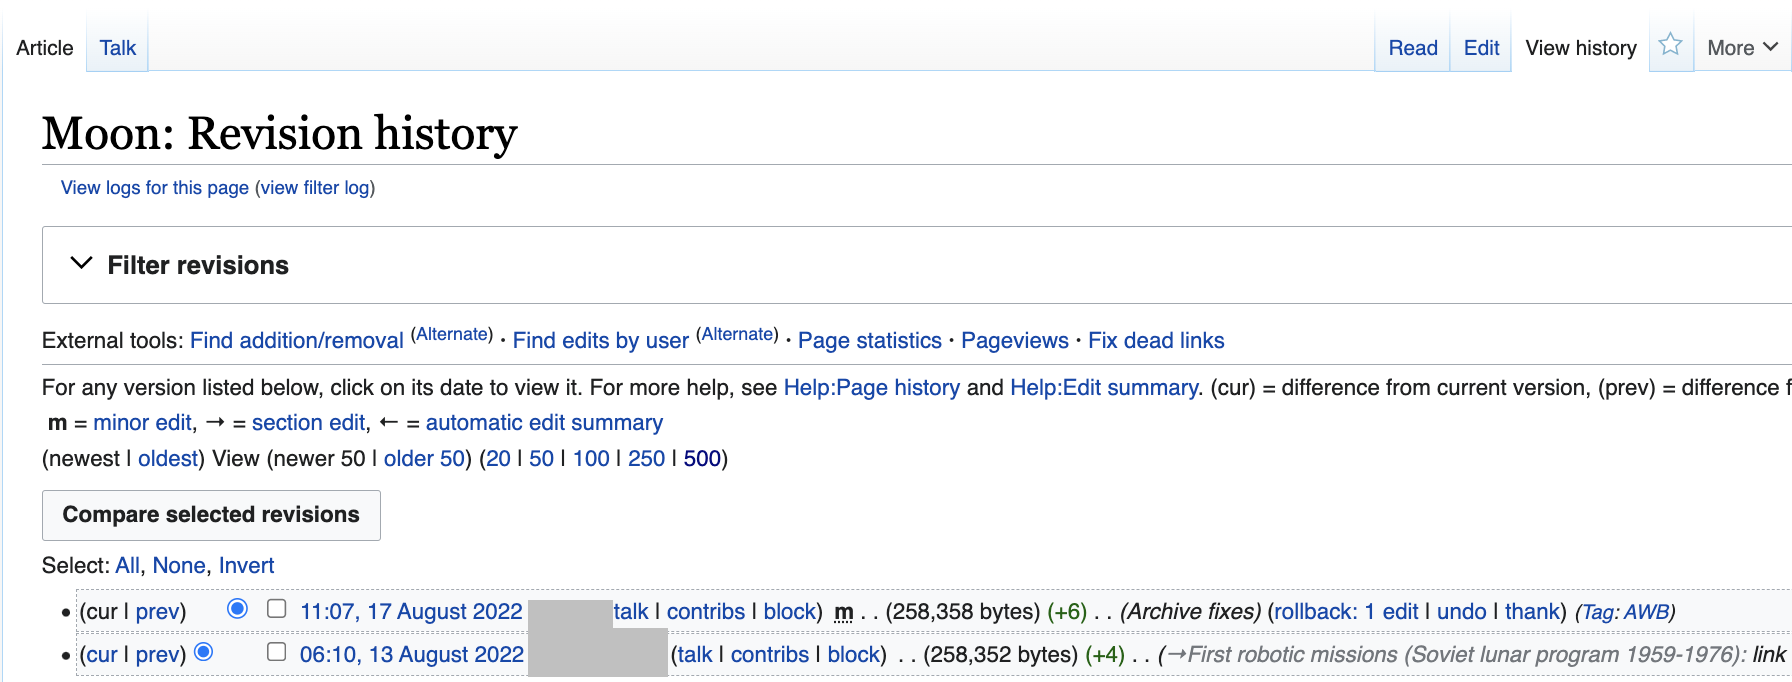 Article Talk Read Edit View history More
Moon: Revision history
View logs for this page (view filter log)
Filter revisions
External tools: Find addition/removal (Alternate) · Find edits by user (Alternate) · Page statistics · Pageviews · Fix dead links
For any version listed below, click on its date to view it. For more help, see Help:Page history and Help:Edit summary. (cur) = difference from current version, (prev) = difference f
m = minor edit, → = section edit, ← = automatic edit summary
(newest | oldest) View (newer 50 | older 50) (20 | 50 | 100 | 250 | 500)
Compare selected revisions
Select: All, None, Invert
• (cur | prev) 11:07, 17 August 2022 talk | contribs | block) m . . (258,358 bytes) (+6) . . (Archive fixes) (rollback: 1 edit | undo | thank) (Tag: AWB)
• (cur | prev) 06:10, 13 August 2022 (talk | contribs | block) . . (258,352 bytes) (+4) . . (→First robotic missions (Soviet lunar program 1959-1976): link